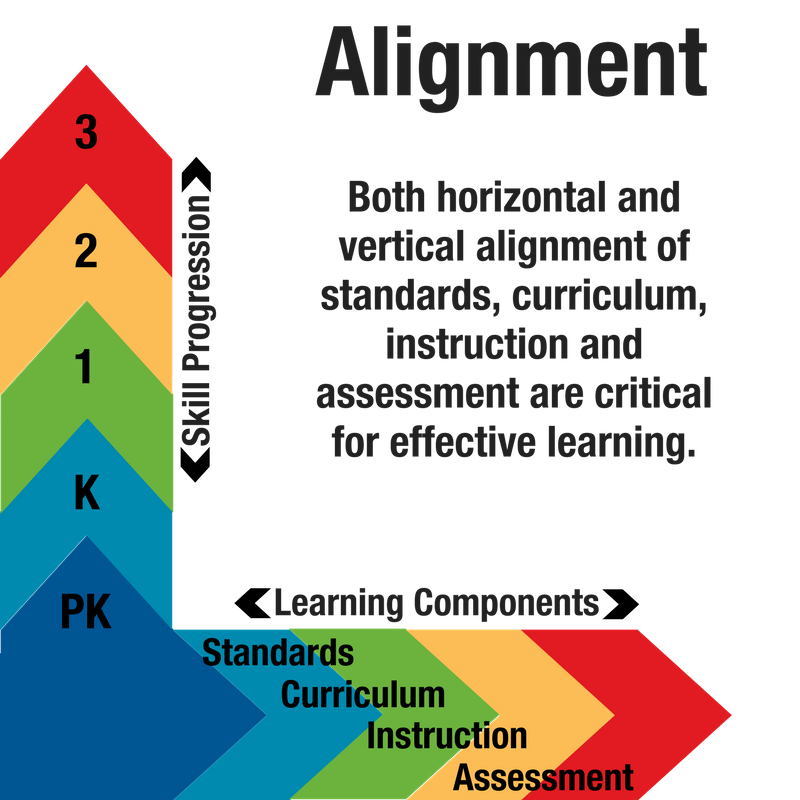 Alignment
Both horizontal and
vertical alignment of
standards, curriculum,
instruction and
assessment are critical
for effective learning.
3
2
1
K
PK
Skill Progression
Learning Components
Standards
Curriculum
Instruction
Assessment